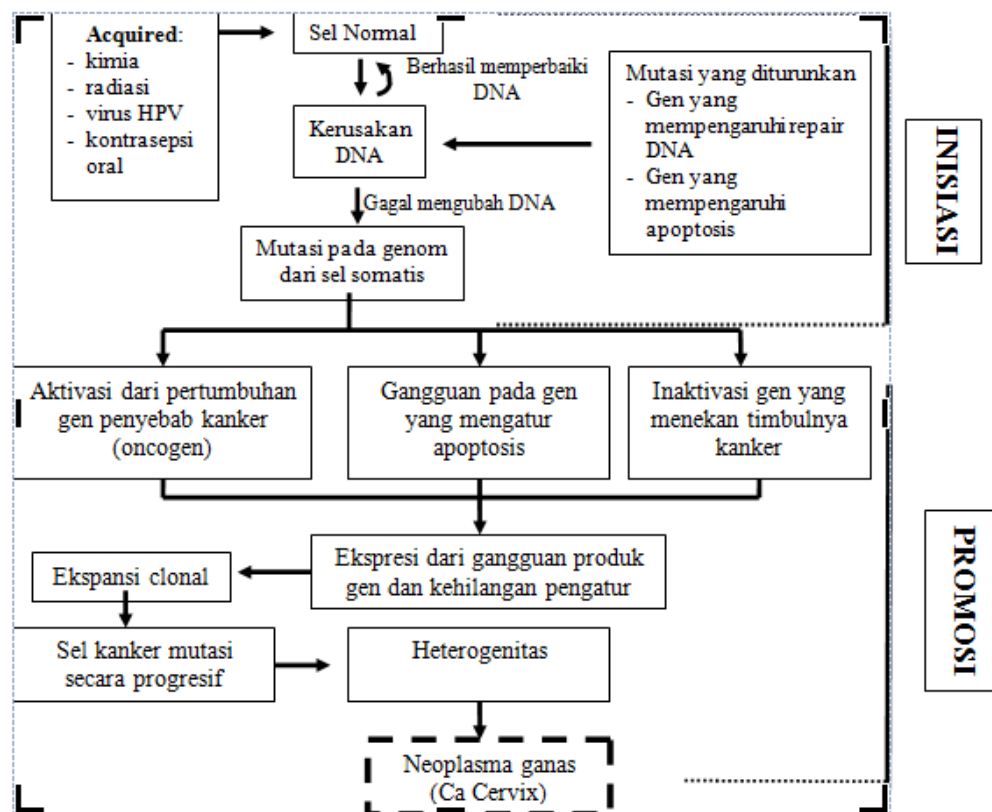 Acquired:
- kimia
- radiasi
- virus HPV
- kontrasepsi
oral
Sel Normal
Berhasil memperbaiki
DNA
Kerusakan
DNA
Mutasi yang diturunkan
- Gen yang
mempengaruhi repair
DNA
- Gen yang
mempengaruhi
apoptosis
Gagal mengubah DNA
Mutasi pada genom
dari sel somatis
INISIASI
Aktivasi dari pertumbuhan
gen penyebab kanker
(oncogen)
Gangguan pada gen
yang mengatur
apoptosis
Inaktivasi gen yang
menekan timbulnya
kanker
Ekspresi dari gangguan produk
gen dan kehilangan pengatur
Ekspansi clonal
Sel kanker mutasi
secara progresif
Heterogenitas
PROMOSI
Neoplasma ganas
(Ca Cervix)